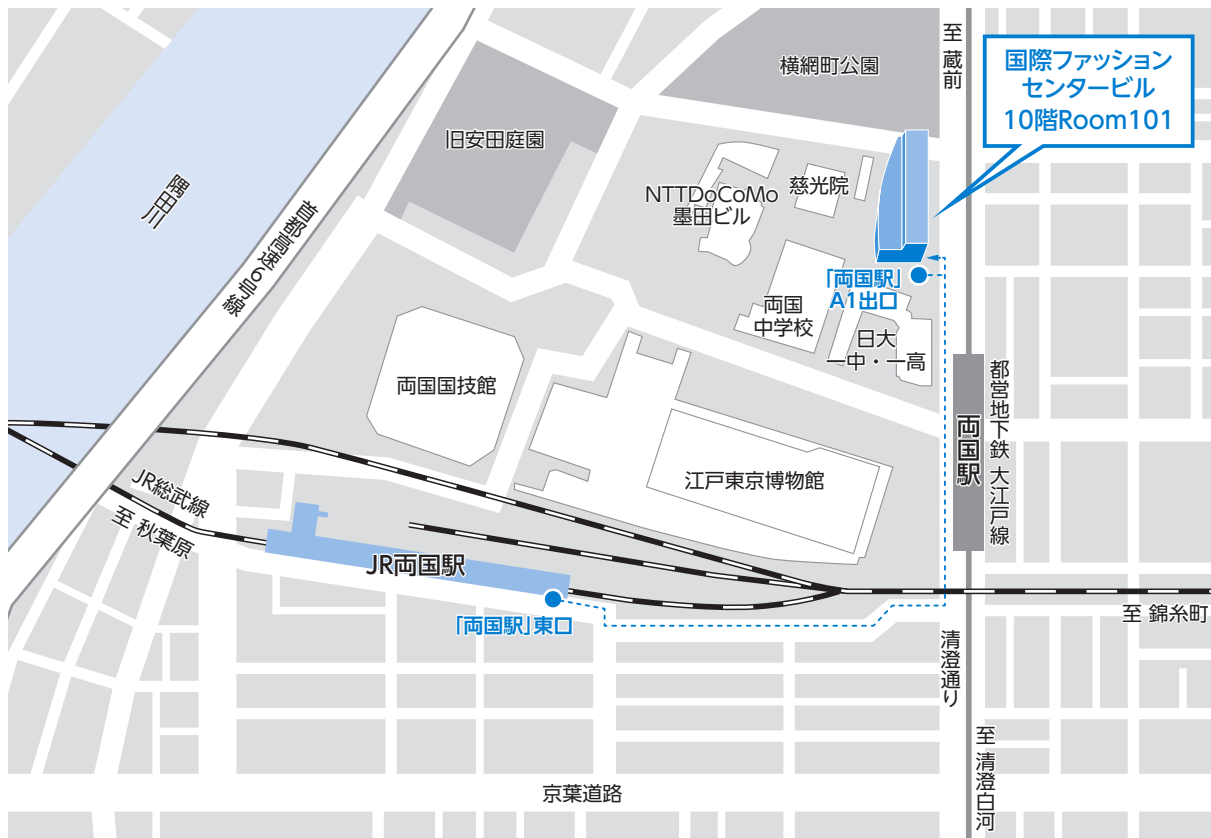 至 蔵前
国際ファッション
センタービル
10階Room101
横網町公園
旧安田庭園
隅田川
首都高速6号線
NTTDoCoMo
墨田ビル
慈光院
「両国駅」
A1出口
両国
中学校
日大
一中・一高
両国国技館
江戸東京博物館
両国駅
都営地下鉄 大江戸線
JR総武線
至 秋葉原
JR両国駅
「両国駅」東口
至 錦糸町
清澄通り
至 清澄白河
京葉道路